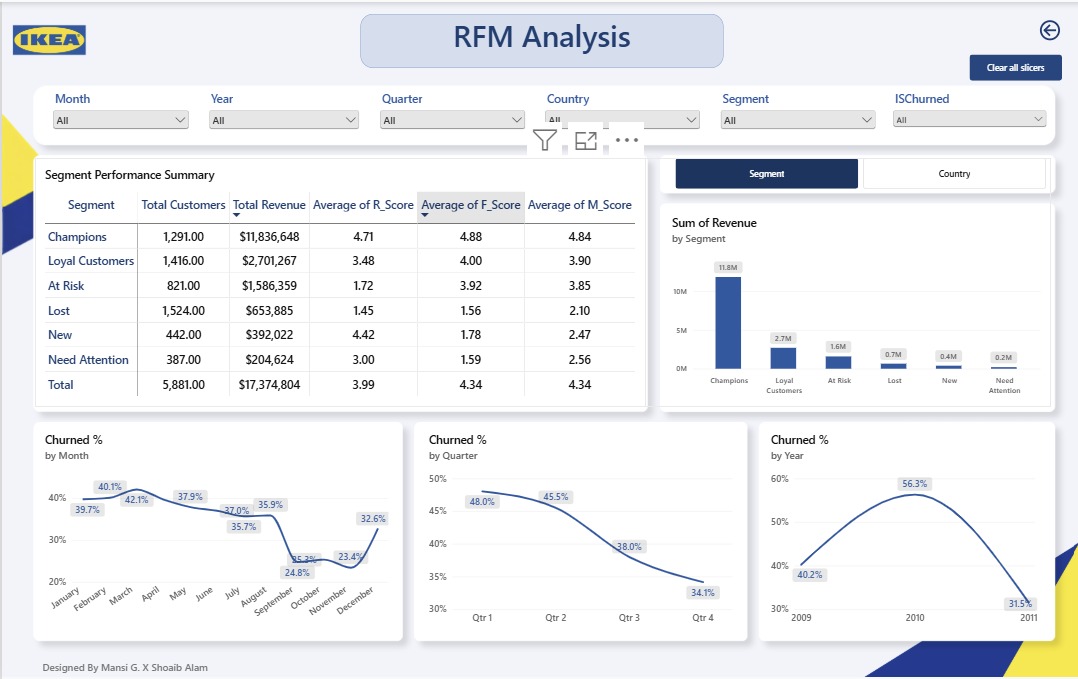 IKEA
RFM Analysis
Clear all slicers
Month Year Quarter Country Segment ISChurned
All All All All All All
Segment Performance Summary
Segment Total Customers Total Revenue Average of R_Score Average of F_Score Average of M_Score
Champions 1,291.00 $11,836,648 4.71 4.88 4.84
Loyal Customers 1,416.00 $2,701,267 3.48 4.00 3.90
At Risk 821.00 $1,586,359 1.72 3.92 3.85
Lost 1,524.00 $653,885 1.45 1.56 2.10
New 442.00 $392,022 4.42 1.78 2.47
Need Attention 387.00 $204,624 3.00 1.59 2.56
Total 5,881.00 $17,374,804 3.99 4.34 4.34
Segment Country
Sum of Revenue
by Segment
11.8M
10M
5M
2.7M
1.6M
0.7M
0.4M
0.2M
0M
Champions Loyal Customers At Risk Lost New Need Attention
Churned %
by Month
40%
30%
20%
39.7% 40.1% 42.1% 37.9% 37.0% 35.7% 35.9% 24.8% 25.3% 23.4% 32.6%
January February March April May June July August September October November December
Churned %
by Quarter
50%
45%
40%
35%
30%
48.0% 45.5% 38.0% 34.1%
Qtr 1 Qtr 2 Qtr 3 Qtr 4
Churned %
by Year
60%
50%
40%
30%
40.2% 56.3% 31.5%
2009 2010 2011
Designed By Mansi G. X Shoaib Alam